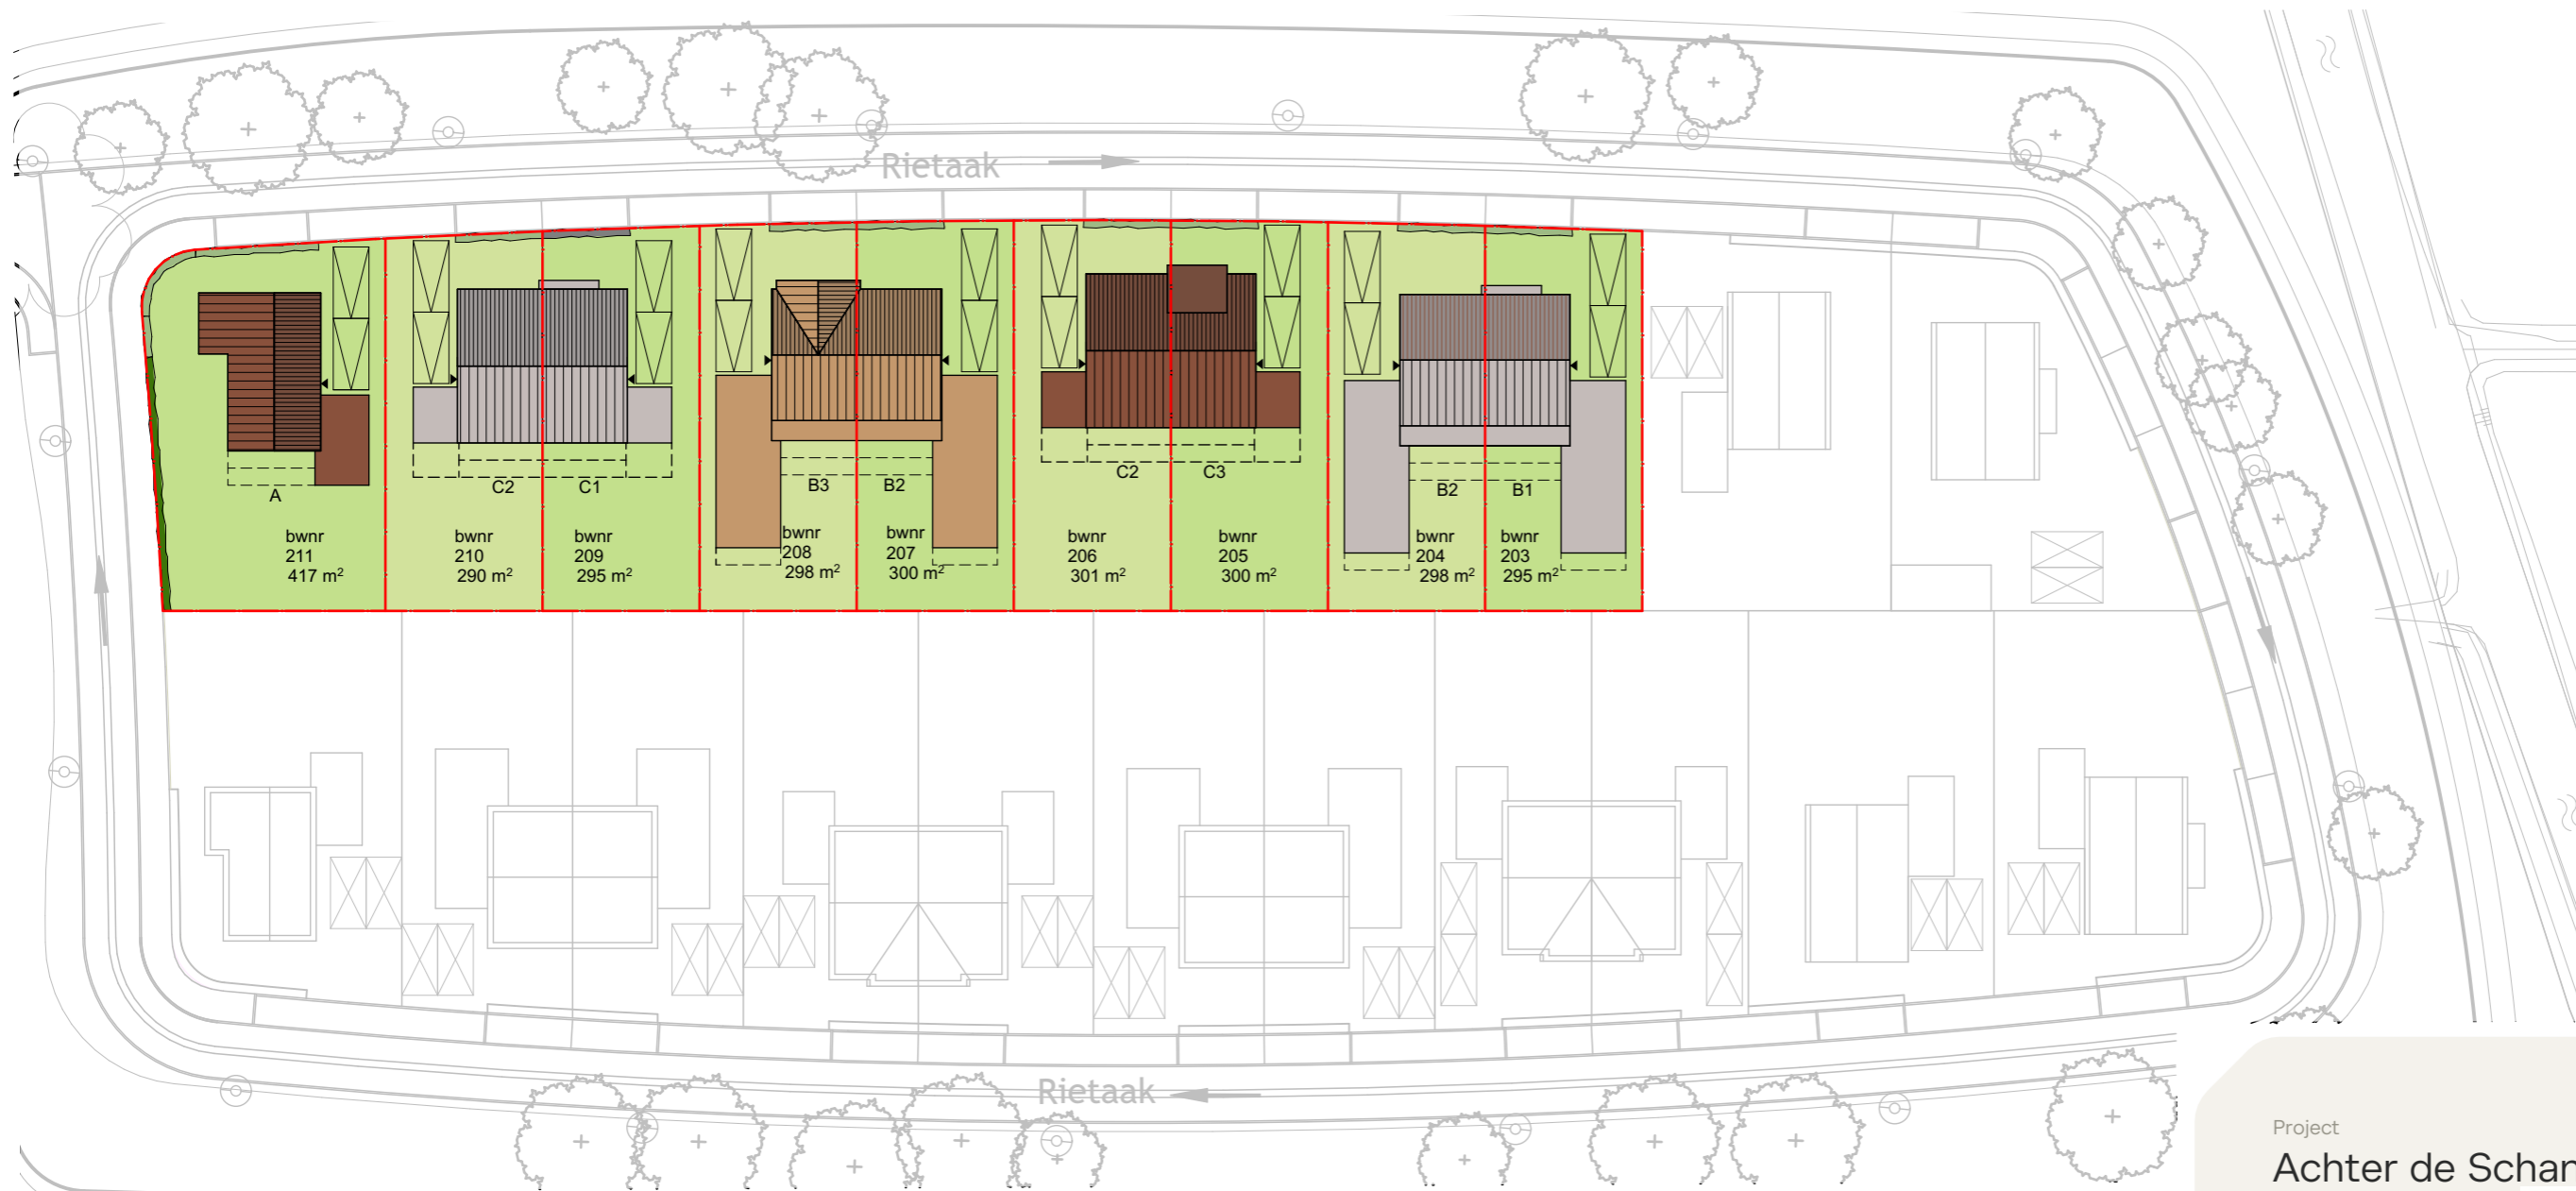 Rietaak
A
C2
C1
B3
B2
C2
C3
B2
B1
bwnr
211
417 m²
bwnr
210
290 m²
bwnr
209
295 m²
bwnr
208
298 m²
bwnr
207
300 m²
bwnr
206
301 m²
bwnr
205
300 m²
bwnr
204
298 m²
bwnr
203
295 m²
Rietaak
Project
Achter de Schan